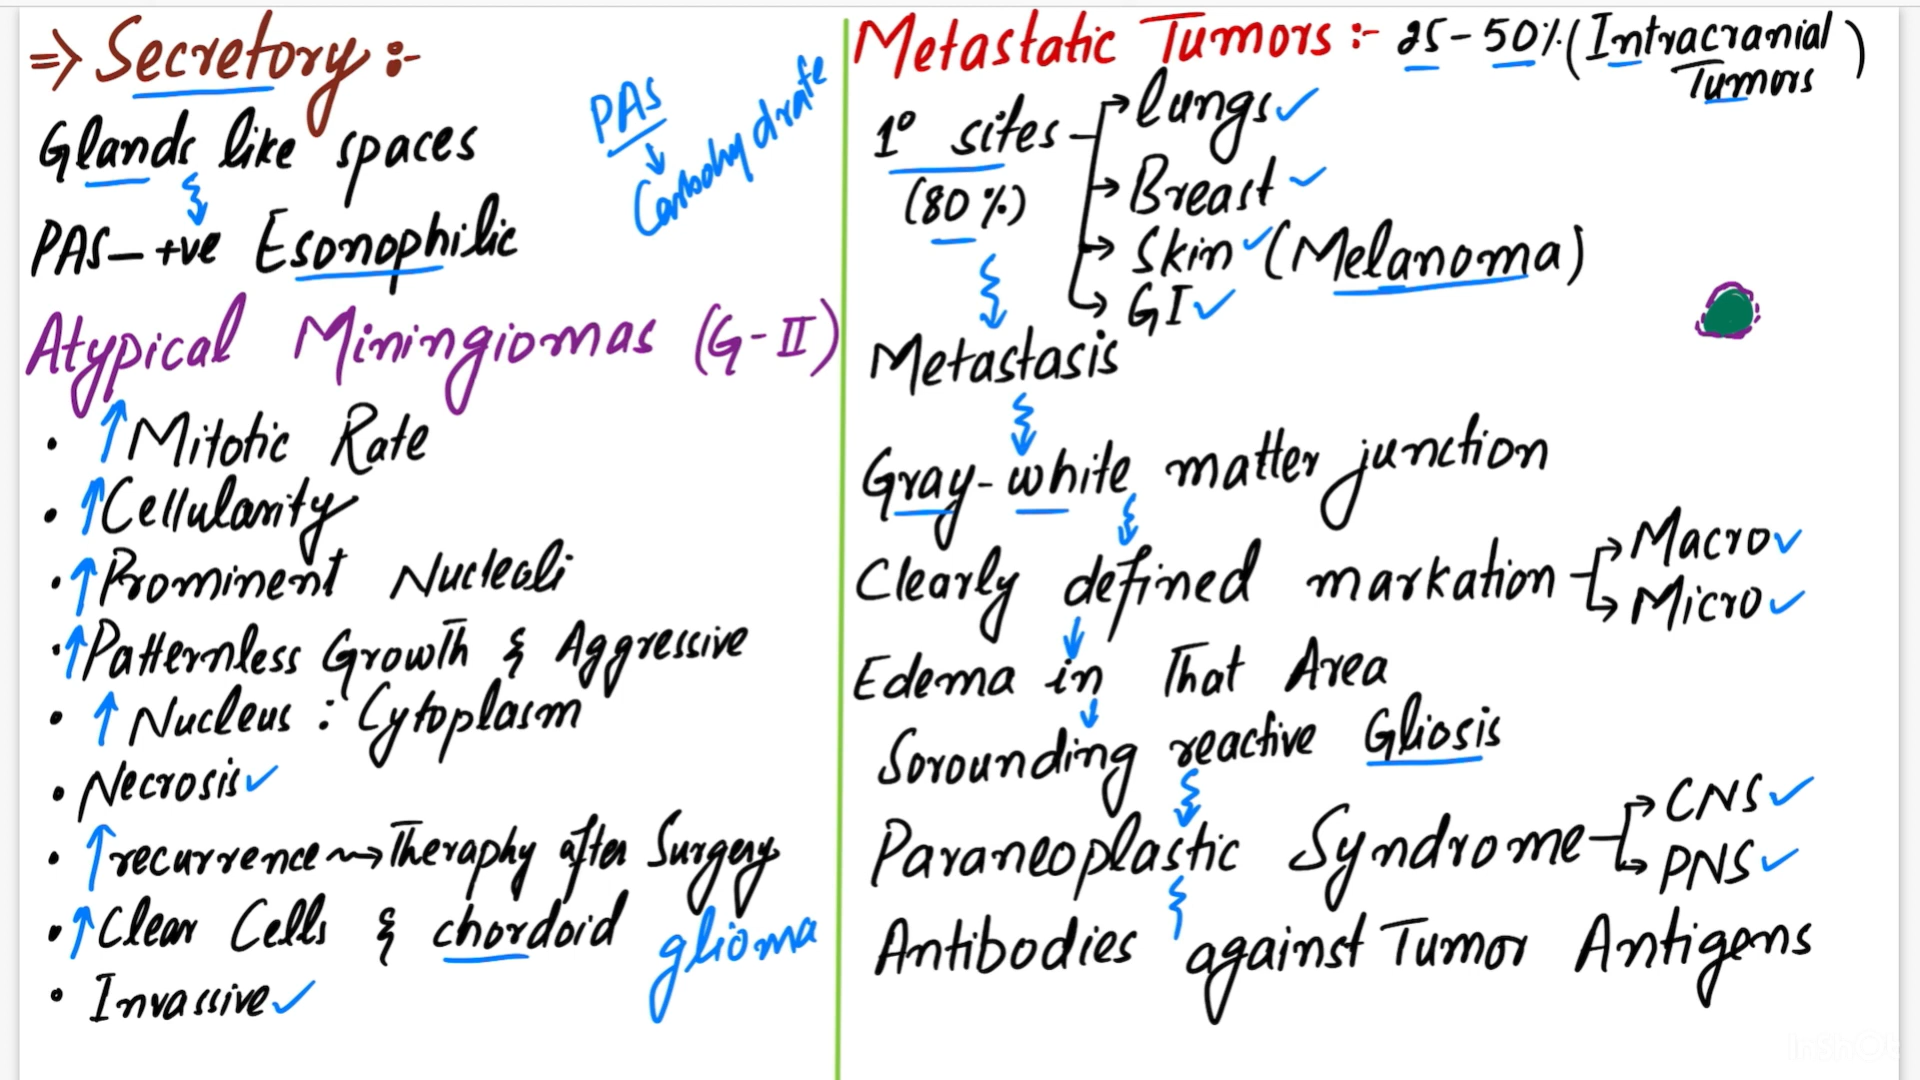 ⇒ Secretory :-
Glands like spaces
PAS
Carbohydrate
PAS – +ve Esonophilic
Atypical Miningiomas (G-II)
• ↑Mitotic Rate
• ↑Cellularity
• ↑Prominent Nucleoli
• ↑Patternless Growth & Aggressive
• ↑ Nucleus : Cytoplasm
• Necrosis ✓
• ↑recurrence → Theraphy after Surgery
• ↑Clear Cells & chordoid glioma
• Invassive ✓
Metastatic Tumors :- 25-50% (Intracranial Tumors)
1° sites
(80%)
→ lungs ✓
→ Breast ✓
→ Skin ✓ (Melanoma)
→ GI ✓
Metastasis
Gray-white matter junction
Clearly defined markation
→ Macro ✓
→ Micro ✓
Edema in That Area
Sorounding reactive Gliosis
Paraneoplastic Syndrome
→ CNS ✓
→ PNS ✓
Antibodies against Tumor Antigens
InShOt